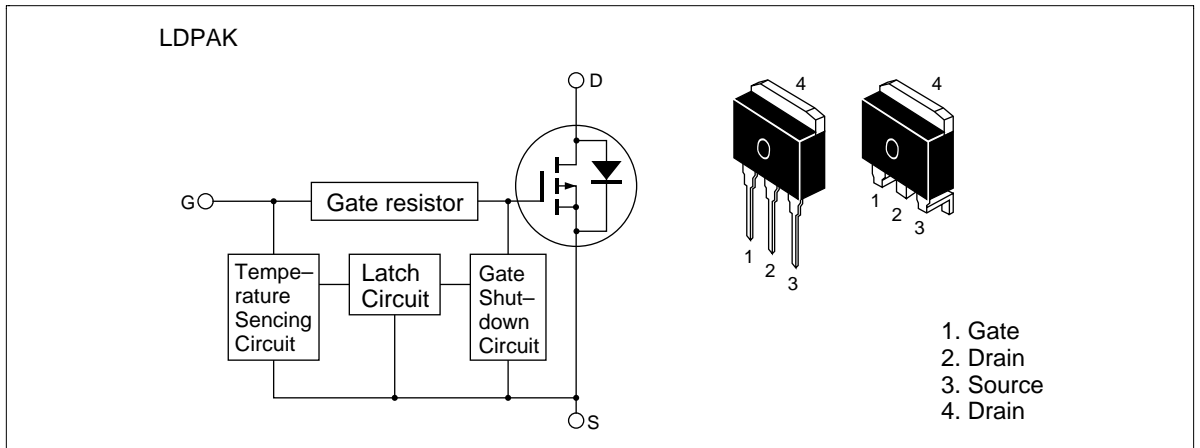 LDPAK
D
G
Gate resistor
Tempe–
rature
Sencing
Circuit
Latch
Circuit
Gate
Shut–
down
Circuit
S
4
1
2
3
4
1
2
3
1. Gate
2. Drain
3. Source
4. Drain